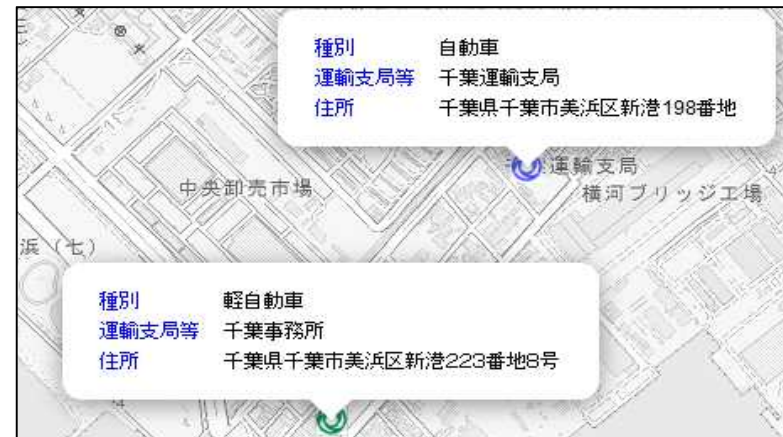 種別 自動車
運輸支局等 千葉運輸支局
住所 千葉県千葉市美浜区新港198番地
運輸支局
中央卸売市場
横河ブリッジ工場
浜(七)
種別 軽自動車
運輸支局等 千葉事務所
住所 千葉県千葉市美浜区新港223番地8号